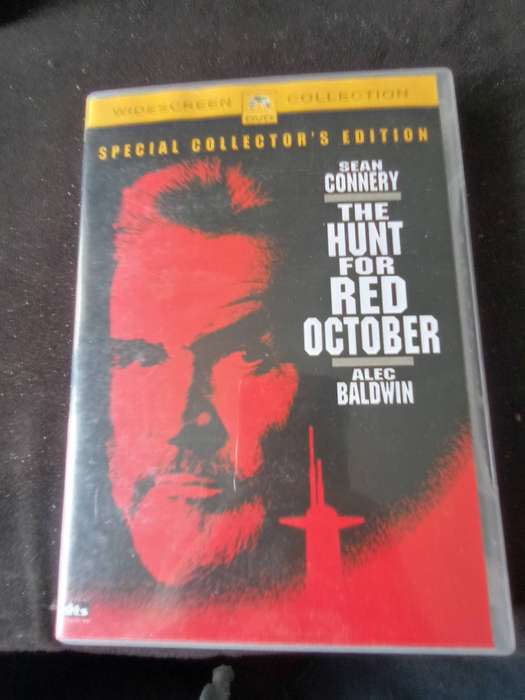 WIDESCREEN DVD COLLECTION
SPECIAL COLLECTOR'S EDITION
SEAN
CONNERY
THE
HUNT
FOR
RED
OCTOBER
ALEC
BALDWIN
dts